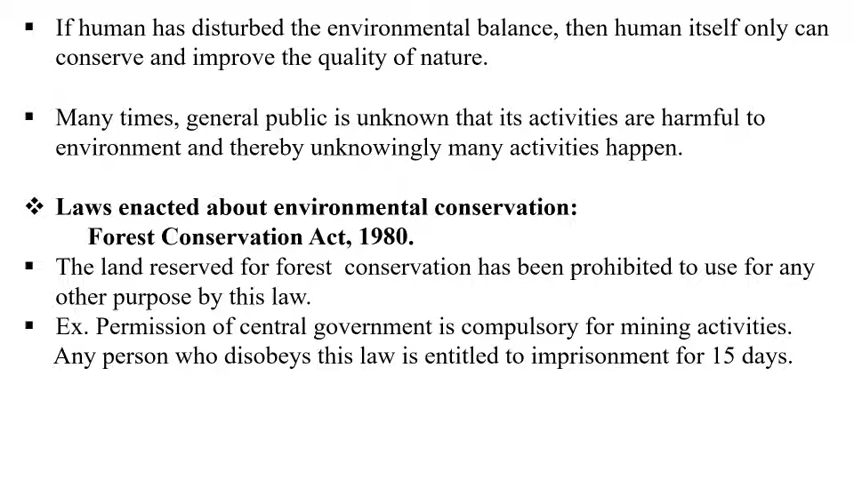 ▪ If human has disturbed the environmental balance, then human itself only can
conserve and improve the quality of nature.
▪ Many times, general public is unknown that its activities are harmful to
environment and thereby unknowingly many activities happen.
❖ Laws enacted about environmental conservation:
Forest Conservation Act, 1980.
▪ The land reserved for forest conservation has been prohibited to use for any
other purpose by this law.
▪ Ex. Permission of central government is compulsory for mining activities.
Any person who disobeys this law is entitled to imprisonment for 15 days.